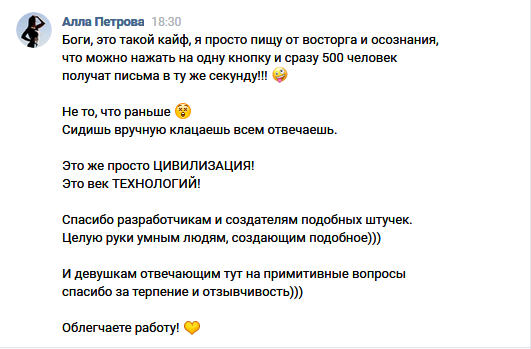 Алла Петрова 18:30
Боги, это такой кайф, я просто пищу от восторга и осознания,
что можно нажать на одну кнопку и сразу 500 человек
получат письма в ту же секунду!!! 🤪
Не то, что раньше 😲
Сидишь вручную клацаешь всем отвечаешь.
Это же просто ЦИВИЛИЗАЦИЯ!
Это век ТЕХНОЛОГИЙ!
Спасибо разработчикам и создателям подобных штучек.
Целую руки умным людям, создающим подобное)))
И девушкам отвечающим тут на примитивные вопросы
спасибо за терпение и отзывчивость)))
Облегчаете работу! 💛